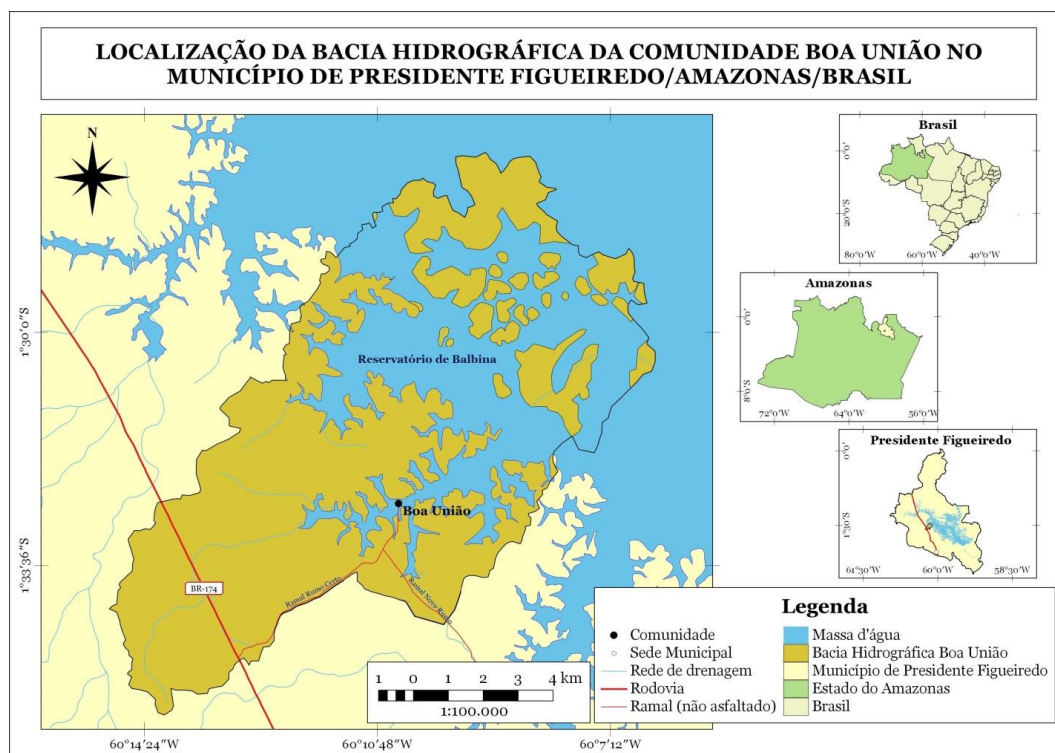 LOCALIZAÇÃO DA BACIA HIDROGRÁFICA DA COMUNIDADE BOA UNIÃO NO
MUNICÍPIO DE PRESIDENTE FIGUEIREDO/AMAZONAS/BRASIL
N
Reservatório de Balbina
Boa União
BR-174
Ramal Rumo Certo
Ramal Novo Rumo
1°30'0"S
1°33'36"S
60°14'24"W
60°10'48"W
60°7'12"W
1 0 1 2 3 4 km
1:100.000
Brasil
0°0'
20°0'S
80°0'W
60°0'W
40°0'W
Amazonas
0°0'
8°0'S
72°0'W
64°0'W
56°0'W
Presidente Figueiredo
0°0'
1°30'S
61°30'W
60°0'W
58°30'W
Legenda
Comunidade
Sede Municipal
Rede de drenagem
Rodovia
Ramal (não asfaltado)
Massa d'água
Bacia Hidrográfica Boa União
Município de Presidente Figueiredo
Estado do Amazonas
Brasil